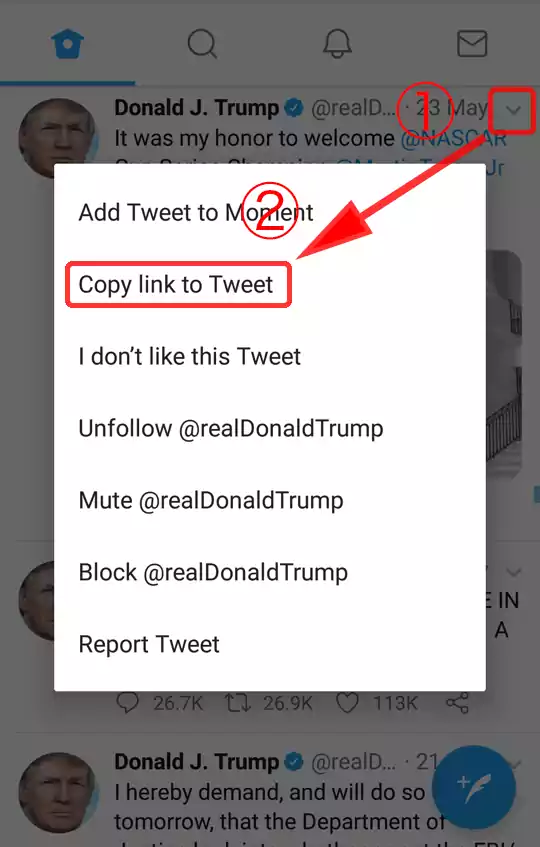 Donald J. Trump @realD... · 23 May
1
It was my honor to welcome @NASCAR
Jr
2
Add Tweet to Moment
Copy link to Tweet
I don’t like this Tweet
Unfollow @realDonaldTrump
Mute @realDonaldTrump
Block @realDonaldTrump
Report Tweet
E IN
A
26.7K 26.9K 113K
Donald J. Trump @realD... · 21
I hereby demand, and will do so
tomorrow, that the Department of